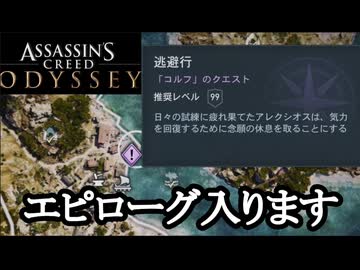 ASSASSIN'S
CREED
ODYSSEY
逃避行
「コルフ」のクエスト
推奨レベル 99
日々の試練に疲れ果てたアレクシオスは、気力
を回復するために念願の休息を取ることにする
エピローグ入ります